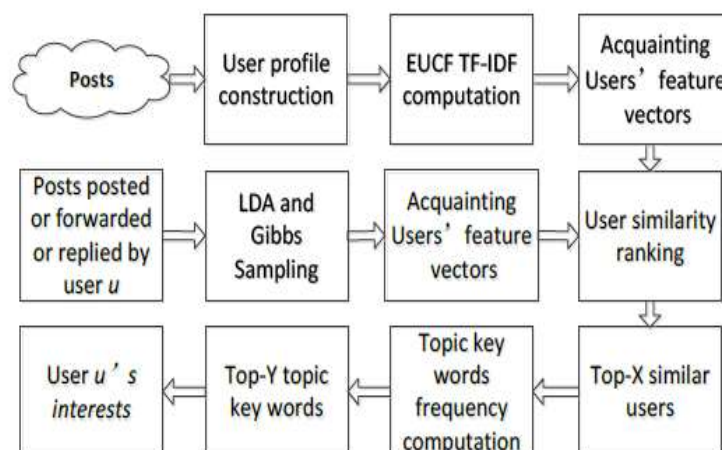 Posts
User profile
construction
EUCF TF-IDF
computation
Acquainting
Users' feature
vectors
Posts posted
or forwarded
or replied by
user u
LDA and
Gibbs
Sampling
Acquainting
Users' feature
vectors
User similarity
ranking
User u's
interests
Top-Y topic
key words
Topic key
words
frequency
computation
Top-X similar
users